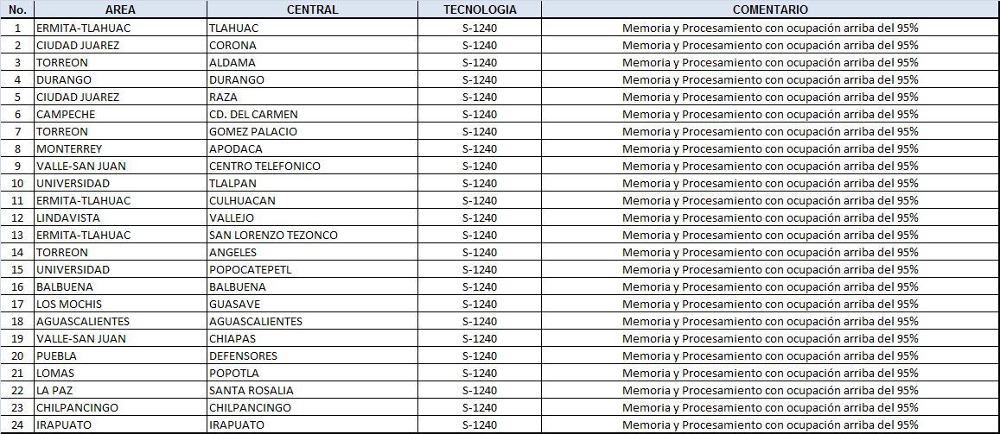 No. AREA CENTRAL TECNOLOGIA COMENTARIO
1 ERMITA-TLAHUAC TLAHUAC S-1240 Memoria y Procesamiento con ocupación arriba del 95%
2 CIUDAD JUAREZ CORONA S-1240 Memoria y Procesamiento con ocupación arriba del 95%
3 TORREON ALDAMA S-1240 Memoria y Procesamiento con ocupación arriba del 95%
4 DURANGO DURANGO S-1240 Memoria y Procesamiento con ocupación arriba del 95%
5 CIUDAD JUAREZ RAZA S-1240 Memoria y Procesamiento con ocupación arriba del 95%
6 CAMPECHE CD. DEL CARMEN S-1240 Memoria y Procesamiento con ocupación arriba del 95%
7 TORREON GOMEZ PALACIO S-1240 Memoria y Procesamiento con ocupación arriba del 95%
8 MONTERREY APODACA S-1240 Memoria y Procesamiento con ocupación arriba del 95%
9 VALLE-SAN JUAN CENTRO TELEFONICO S-1240 Memoria y Procesamiento con ocupación arriba del 95%
10 UNIVERSIDAD TLALPAN S-1240 Memoria y Procesamiento con ocupación arriba del 95%
11 ERMITA-TLAHUAC CULHUACAN S-1240 Memoria y Procesamiento con ocupación arriba del 95%
12 LINDAVISTA VALLEJO S-1240 Memoria y Procesamiento con ocupación arriba del 95%
13 ERMITA-TLAHUAC SAN LORENZO TEZONCO S-1240 Memoria y Procesamiento con ocupación arriba del 95%
14 TORREON ANGELES S-1240 Memoria y Procesamiento con ocupación arriba del 95%
15 UNIVERSIDAD POPOCATEPETL S-1240 Memoria y Procesamiento con ocupación arriba del 95%
16 BALBUENA BALBUENA S-1240 Memoria y Procesamiento con ocupación arriba del 95%
17 LOS MOCHIS GUASAVE S-1240 Memoria y Procesamiento con ocupación arriba del 95%
18 AGUASCALIENTES AGUASCALIENTES S-1240 Memoria y Procesamiento con ocupación arriba del 95%
19 VALLE-SAN JUAN CHIAPAS S-1240 Memoria y Procesamiento con ocupación arriba del 95%
20 PUEBLA DEFENSORES S-1240 Memoria y Procesamiento con ocupación arriba del 95%
21 LOMAS POPOTLA S-1240 Memoria y Procesamiento con ocupación arriba del 95%
22 LA PAZ SANTA ROSALIA S-1240 Memoria y Procesamiento con ocupación arriba del 95%
23 CHILPANCINGO CHILPANCINGO S-1240 Memoria y Procesamiento con ocupación arriba del 95%
24 IRAPUATO IRAPUATO S-1240 Memoria y Procesamiento con ocupación arriba del 95%